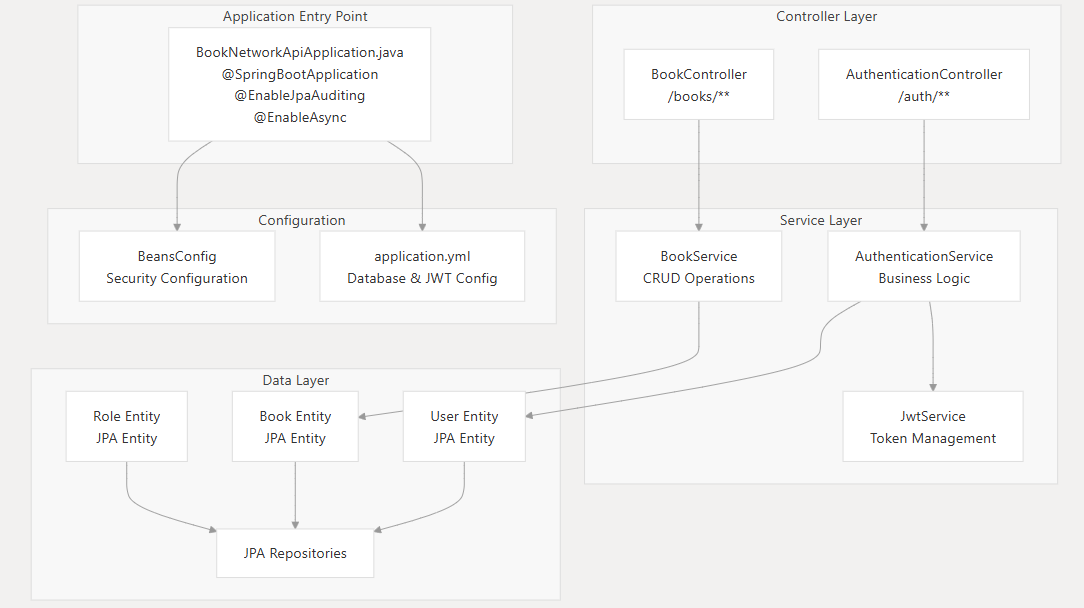 Application Entry Point
BookNetworkApiApplication.java
@SpringBootApplication
@EnableJpaAuditing
@EnableAsync
Controller Layer
BookController
/books/**
AuthenticationController
/auth/**
Configuration
BeansConfig
Security Configuration
application.yml
Database & JWT Config
Service Layer
BookService
CRUD Operations
AuthenticationService
Business Logic
JwtService
Token Management
Data Layer
Role Entity
JPA Entity
Book Entity
JPA Entity
User Entity
JPA Entity
JPA Repositories